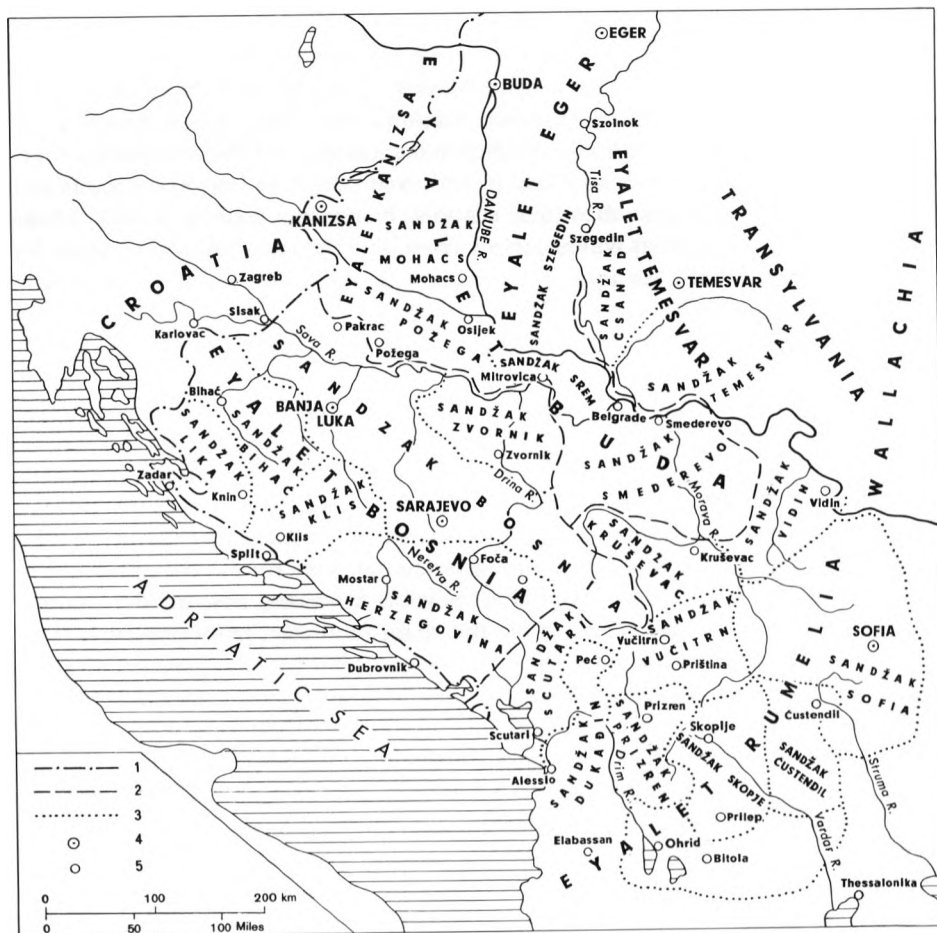 EGER
BUDA
Szolnok
EYALET KANIZSA
EYALET BUDA
EYALET EGER
EYALET TEMESVAR
TRANSYLVANIA
WALLACHIA
Tisa R.
DANUBE R.
KANIZSA
SANDŽAK
MOHACS
Mohacs
Szegedin
SANDŽAK SZEGEDIN
SANDŽAK
CSANAD
TEMESVAR
CROATIA
Zagreb
Sisak
Karlovac
Sava R.
Pakrac
Požega
SANDŽAK
POŽEGA
Osijek
SANDŽAK
SREM
Mitrovica
Belgrade
Smederevo
SANDŽAK
TEMESVAR
EYALET BOSNIA
SANDZAK BOSNIA
Bihać
BANJA
LUKA
SANDŽAK
ZVORNIK
Zvornik
Drina R.
SANDŽAK
SMEDEREVO
Morava R.
SANDŽAK
VIDIN
Vidin
SANDŽAK
LIKA
SANDŽAK
BIHAĆ
Zadar
Knin
SANDŽAK
KLIS
Klis
Split
SARAJEVO
Foča
Neretva R.
Mostar
SANDŽAK
HERZEGOVINA
Dubrovnik
SANDŽAK
KRUŠEVAC
Kruševac
SANDŽAK
VUČITRN
Vučitrn
Priština
Peć
SANDŽAK
SCUTARI
SANDŽAK
Scutari
Alessio
SANDŽAK
DUKAĐIN
SANDŽAK
PRIZREN
Prizren
Drim R.
Skoplje
SANDŽAK SKOPJE
EYALET RUMELIA
SOFIA
SANDŽAK
SOFIA
Ćustendil
SANDŽAK
ĆUSTENDIL
Struma R.
Prilep
Vardar R.
Elabassan
Ohrid
Bitola
Thessalonika
ADRIATIC SEA
1
2
3
4
5
0 100 200 km
0 50 100 Miles